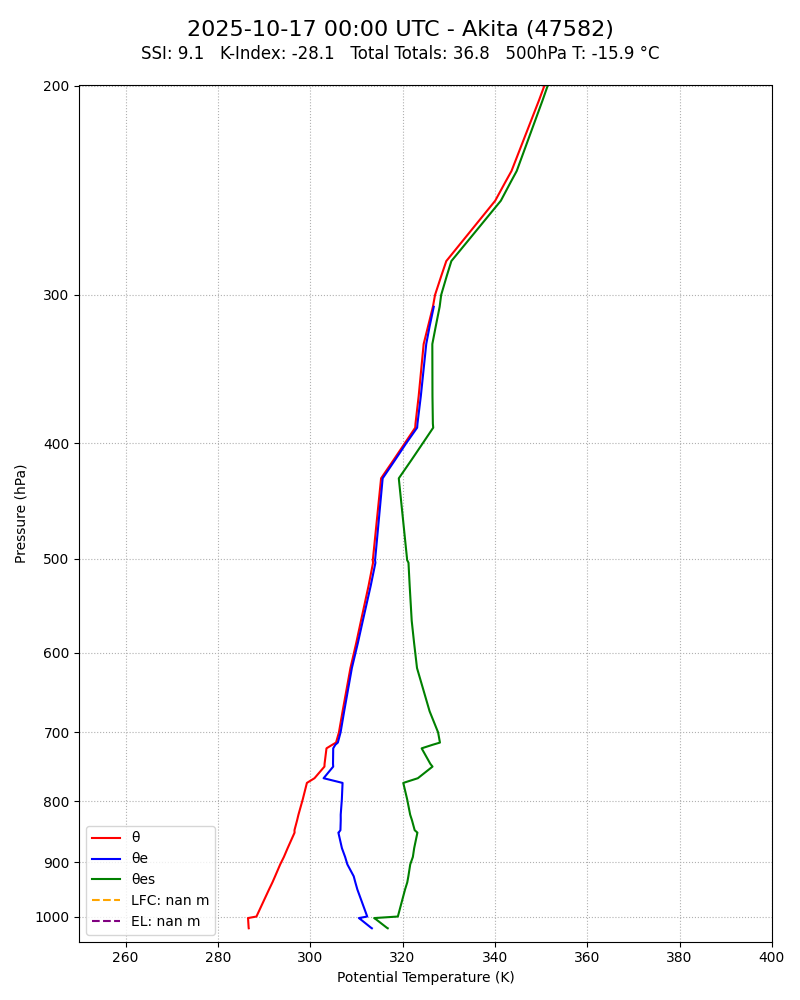 2025-10-17 00:00 UTC - Akita (47582)
SSI: 9.1 K-Index: -28.1 Total Totals: 36.8 500hPa T: -15.9 °C
200
300
400
500
600
700
800
900
1000
Pressure (hPa)
θ
θe
θes
LFC: nan m
EL: nan m
260 280 300 320 340 360 380 400
Potential Temperature (K)